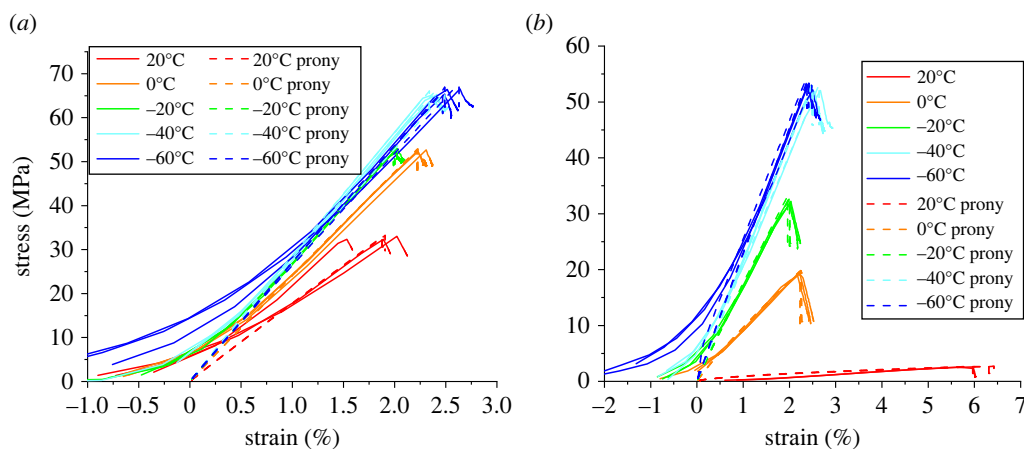 (a)
20°C 20°C prony
0°C 0°C prony
–20°C –20°C prony
–40°C –40°C prony
–60°C –60°C prony
70
60
50
40
30
20
10
0
stress (MPa)
–1.0 –0.5 0 0.5 1.0 1.5 2.0 2.5 3.0
strain (%)
(b)
60
50
40
30
20
10
0
20°C
0°C
–20°C
–40°C
–60°C
20°C prony
0°C prony
–20°C prony
–40°C prony
–60°C prony
–2 –1 0 1 2 3 4 5 6 7
strain (%)